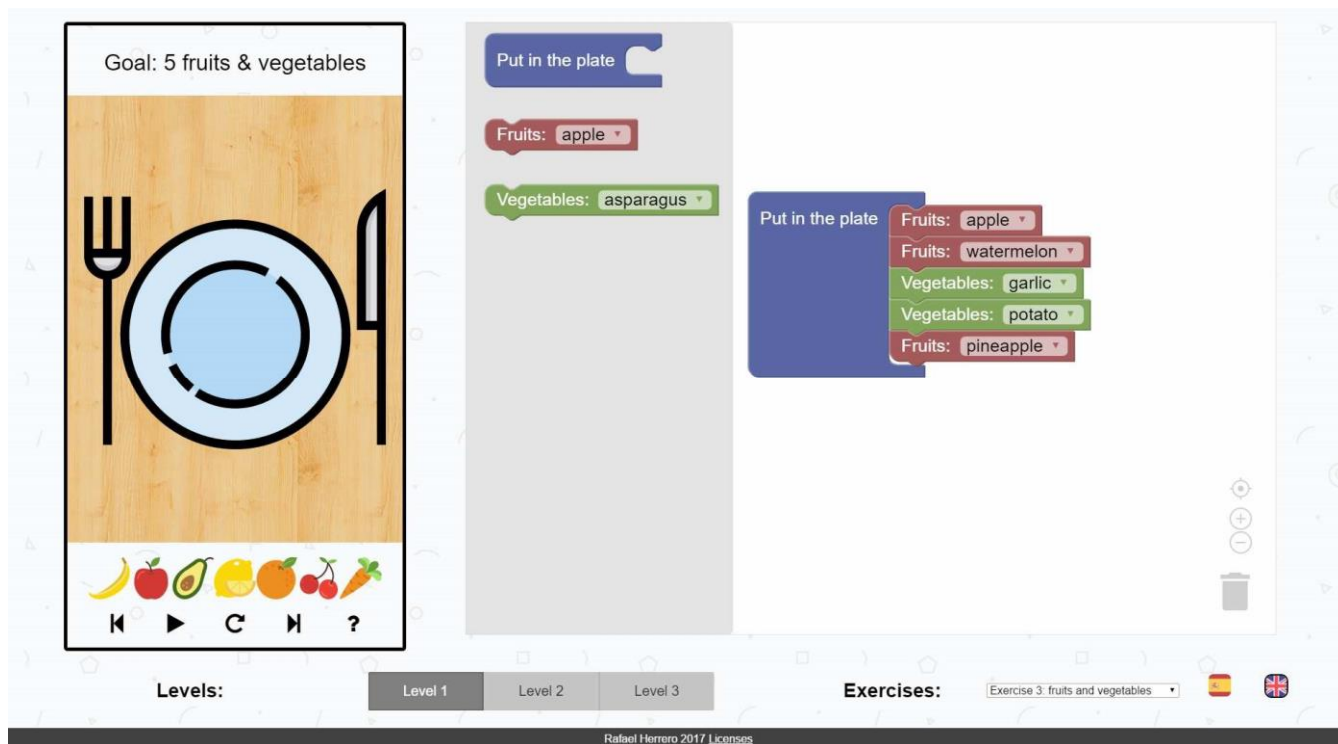 Goal: 5 fruits & vegetables
Put in the plate
Fruits: apple
Vegetables: asparagus
Put in the plate
Fruits: apple
Fruits: watermelon
Vegetables: garlic
Vegetables: potato
Fruits: pineapple
?
Levels:
Level 1
Level 2
Level 3
Exercises:
Exercise 3: fruits and vegetables
Rafael Herrero 2017 Licenses